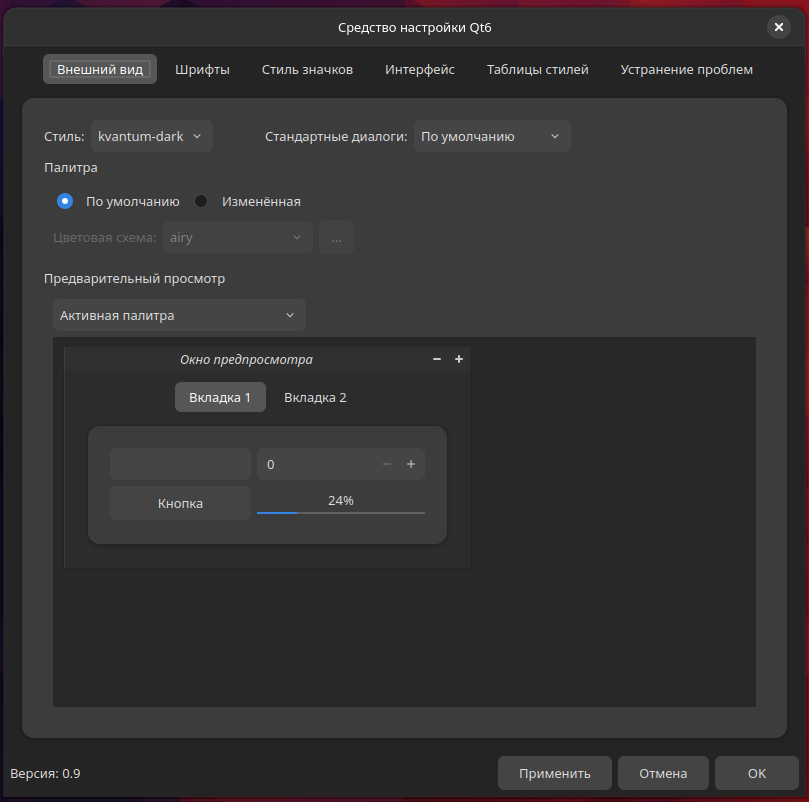 Средство настройки Qt6
Внешний вид Шрифты Стиль значков Интерфейс Таблицы стилей Устранение проблем
Стиль: kvantum-dark Стандартные диалоги: По умолчанию
Палитра
По умолчанию Изменённая
Цветовая схема: airy ...
Предварительный просмотр
Активная палитра
Окно предпросмотра
Вкладка 1 Вкладка 2
0
Кнопка 24%
Версия: 0.9 Применить Отмена OK